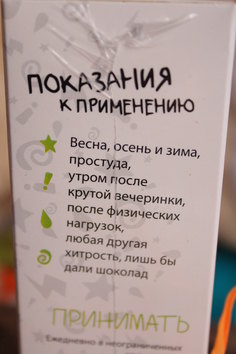 ПОКАЗАНИЯ
К ПРИМЕНЕНИЮ
Весна, осень и зима,
простуда,
утром после
крутой вечеринки,
после физических
нагрузок,
любая другая
хитрость, лишь бы
дали шоколад
ПРИНИМАТЬ
Ежедневно в неограниченных